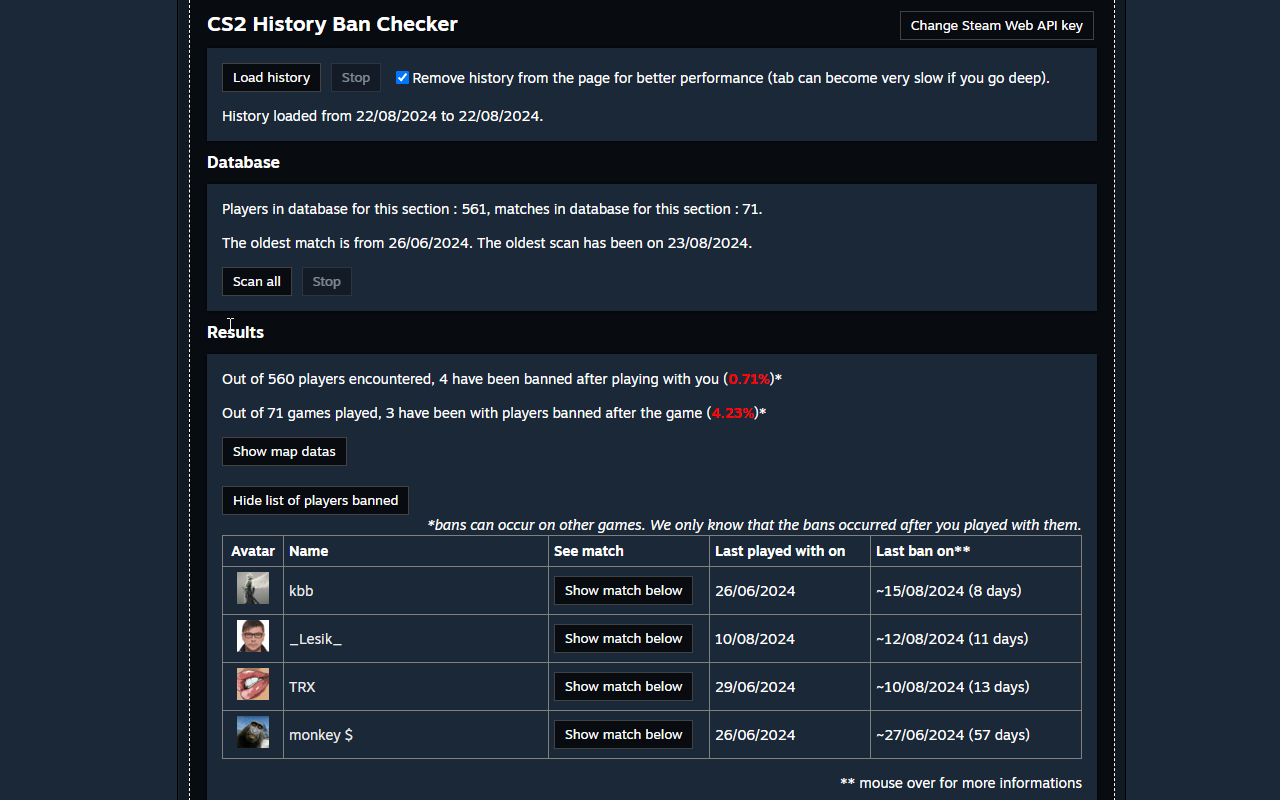 CS2 History Ban Checker
Change Steam Web API key
Load history
Stop
Remove history from the page for better performance (tab can become very slow if you go deep).
History loaded from 22/08/2024 to 22/08/2024.
Database
Players in database for this section : 561, matches in database for this section : 71.
The oldest match is from 26/06/2024. The oldest scan has been on 23/08/2024.
Scan all
Stop
Results
Out of 560 players encountered, 4 have been banned after playing with you (0.71%)*
Out of 71 games played, 3 have been with players banned after the game (4.23%)*
Show map datas
Hide list of players banned
*bans can occur on other games. We only know that the bans occurred after you played with them.
Avatar Name See match Last played with on Last ban on**
kbb Show match below 26/06/2024 ~15/08/2024 (8 days)
_Lesik_ Show match below 10/08/2024 ~12/08/2024 (11 days)
TRX Show match below 29/06/2024 ~10/08/2024 (13 days)
monkey $ Show match below 26/06/2024 ~27/06/2024 (57 days)
** mouse over for more informations